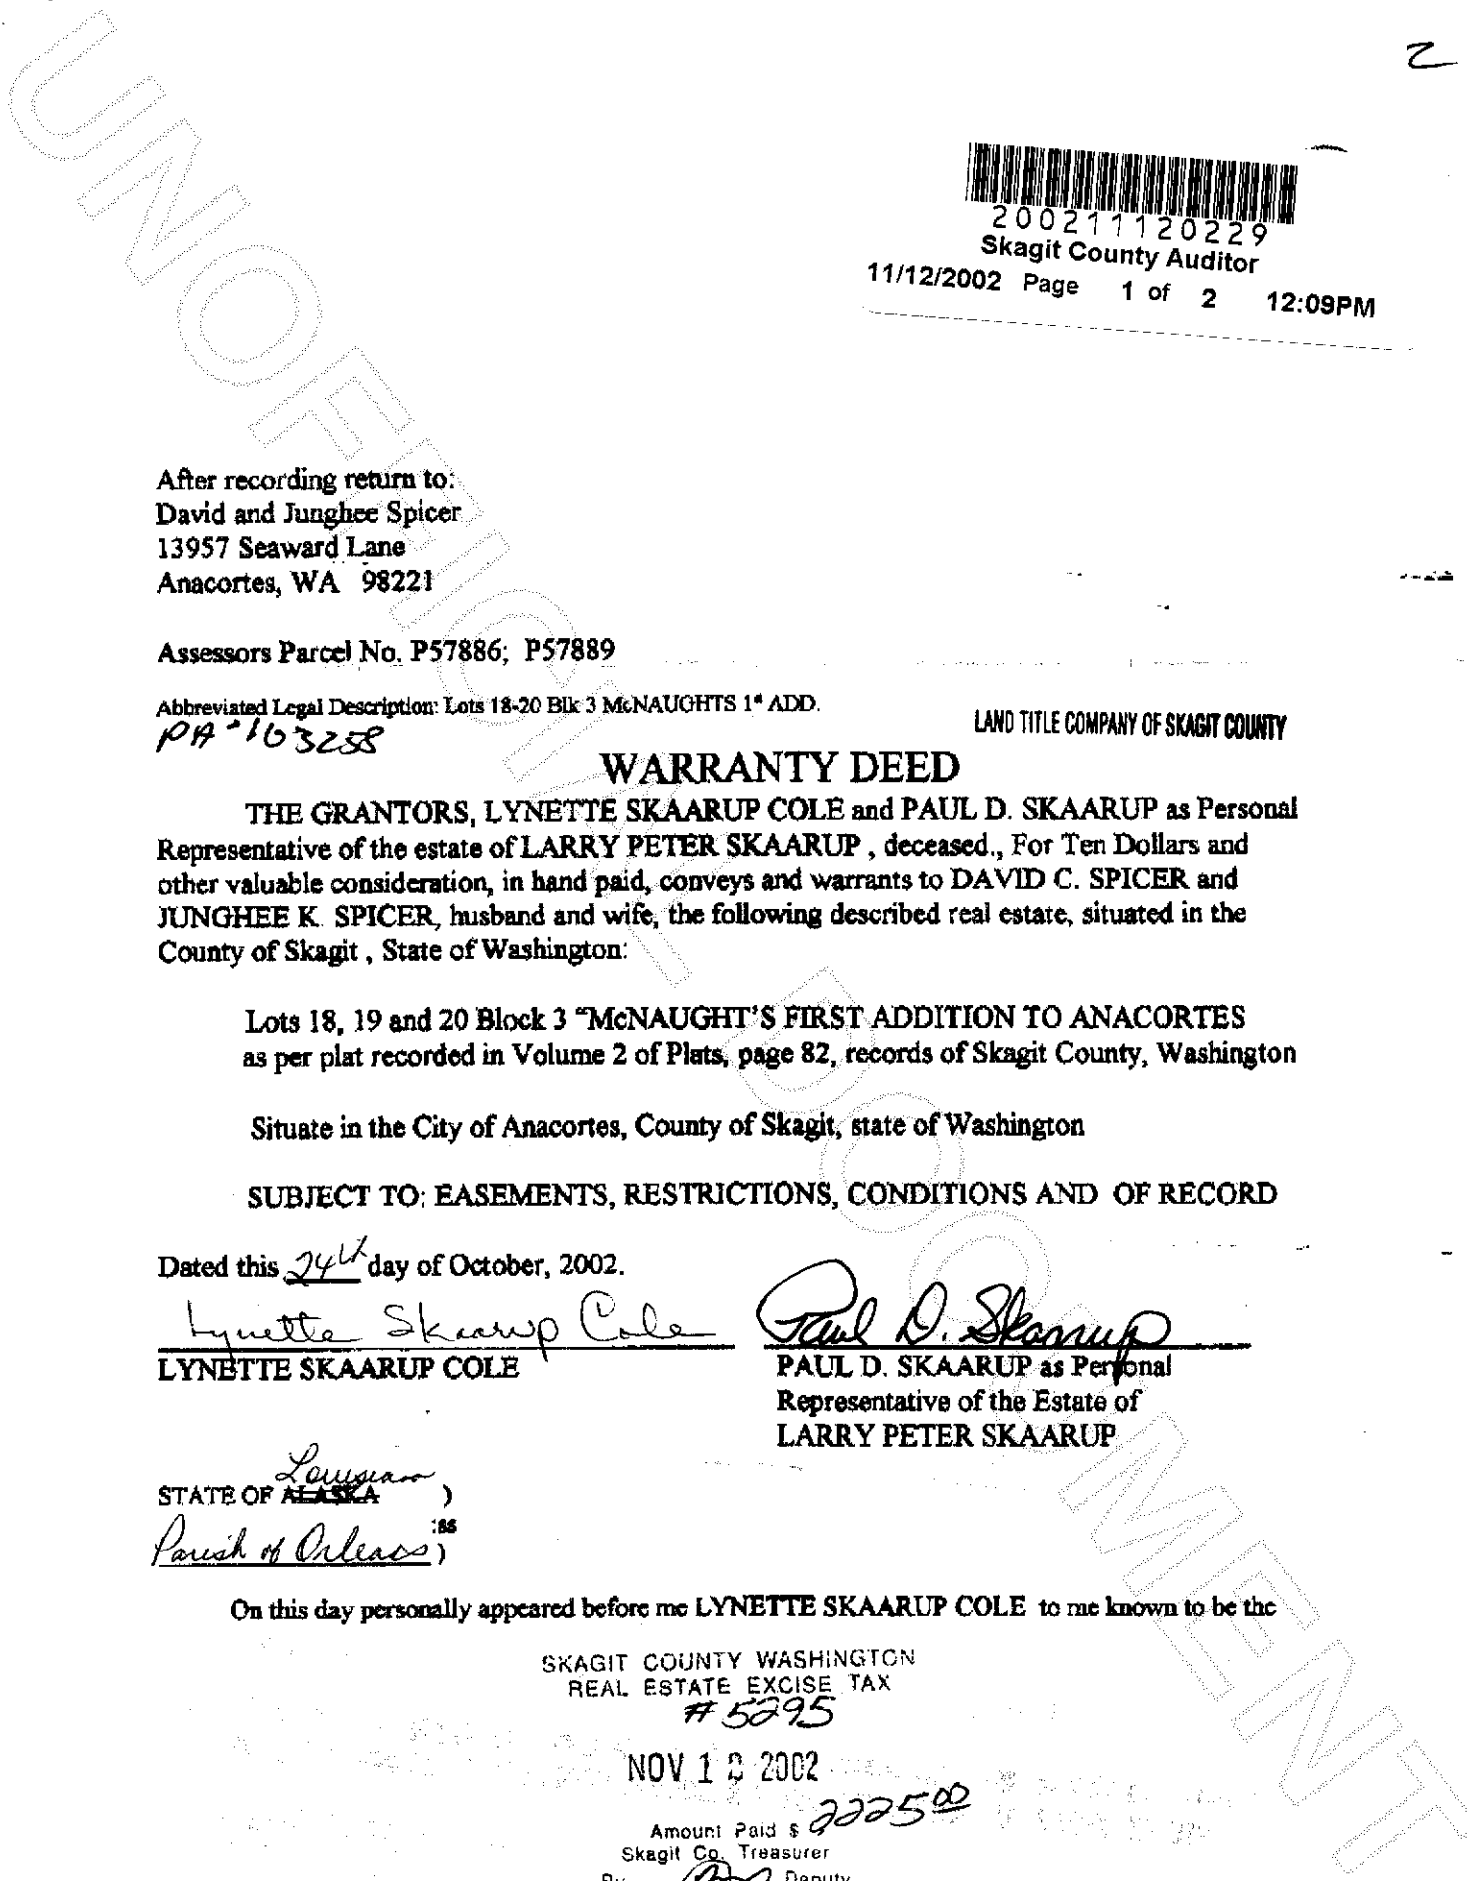 2
200211120229
Skagit County Auditor
11/12/2002 Page 1 of 2 12:09PM
After recording return to:
David and Junghee Spicer
13957 Seaward Lane
Anacortes, WA 98221
Assessors Parcel No. P57886; P57889
Abbreviated Legal Description: Lots 18-20 Blk 3 McNAUGHTS 1st ADD.
PA-103258
LAND TITLE COMPANY OF SKAGIT COUNTY
WARRANTY DEED
THE GRANTORS, LYNETTE SKAARUP COLE and PAUL D. SKAARUP as Personal
Representative of the estate of LARRY PETER SKAARUP , deceased., For Ten Dollars and
other valuable consideration, in hand paid, conveys and warrants to DAVID C. SPICER and
JUNGHEE K. SPICER, husband and wife, the following described real estate, situated in the
County of Skagit , State of Washington:
Lots 18, 19 and 20 Block 3 "McNAUGHT'S FIRST ADDITION TO ANACORTES
as per plat recorded in Volume 2 of Plats, page 82, records of Skagit County, Washington
Situate in the City of Anacortes, County of Skagit, state of Washington
SUBJECT TO: EASEMENTS, RESTRICTIONS, CONDITIONS AND OF RECORD
Dated this 24th day of October, 2002.
Lynette Skaarup Cole
Paul D. Skaarup
LYNETTE SKAARUP COLE
PAUL D. SKAARUP as Personal
Representative of the Estate of
LARRY PETER SKAARUP
Louisiana
STATE OF ALASKA )
:ss
Parish of Orleans )
On this day personally appeared before me LYNETTE SKAARUP COLE to me known to be the
SKAGIT COUNTY WASHINGTON
REAL ESTATE EXCISE TAX
# 5295
NOV 1 2002
Amount Paid $ 2225.00
Skagit Co. Treasurer
By Deputy
UNOFFICIAL DOCUMENT